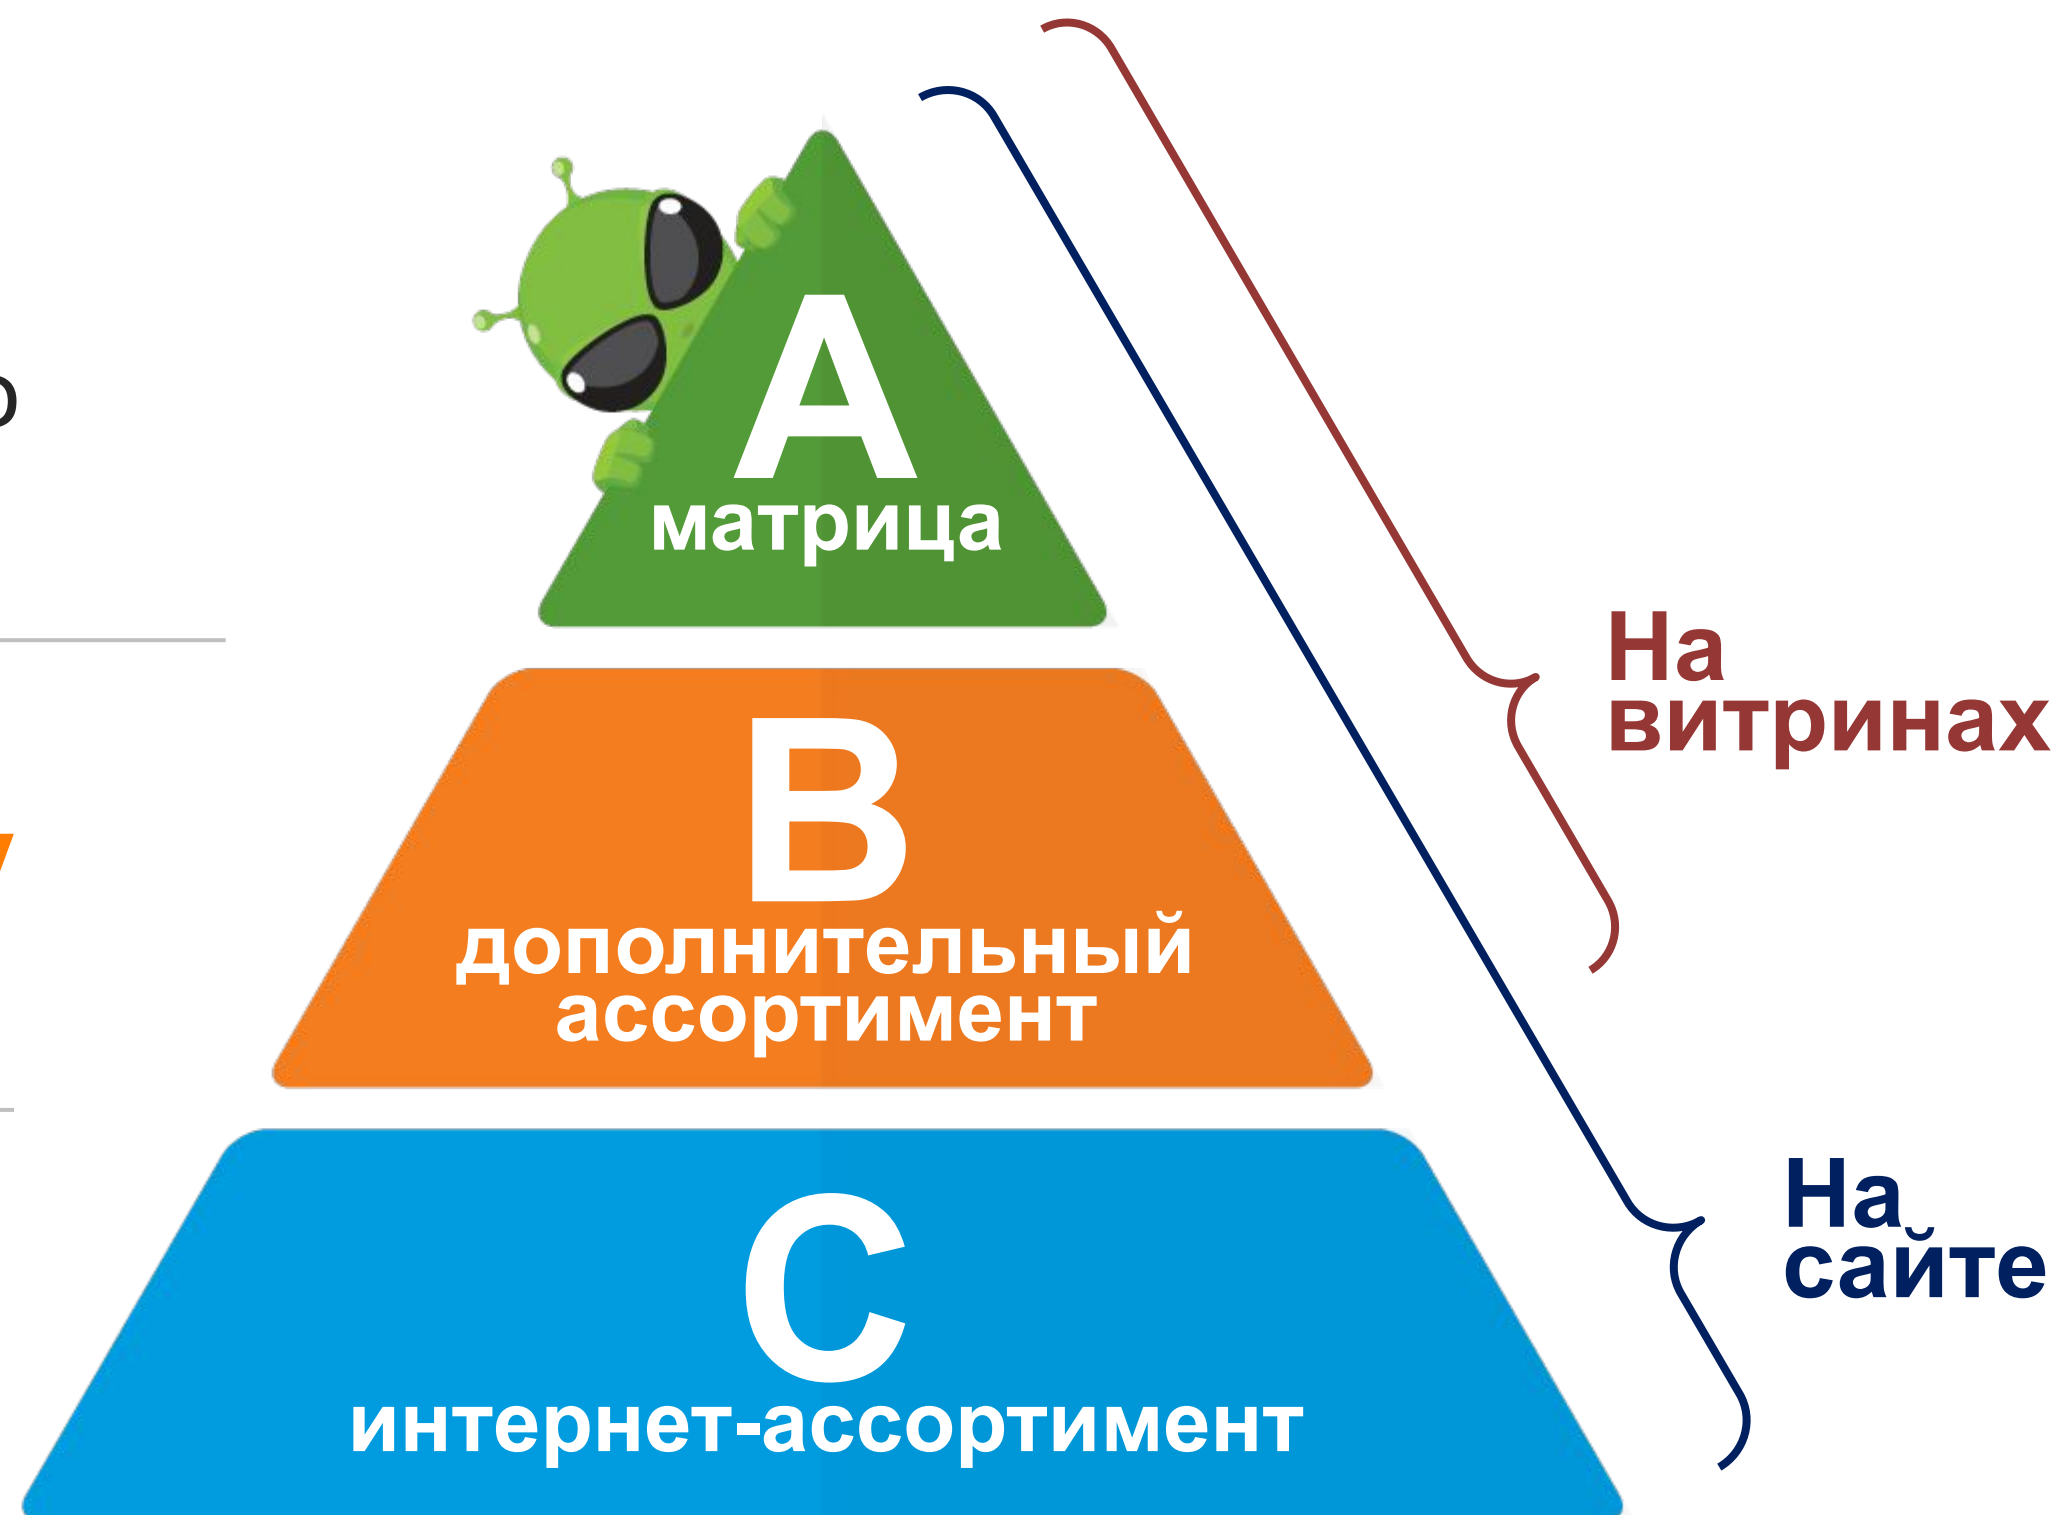 A
матрица
На
витринах
B
дополнительный
ассортимент
На
сайте
C
интернет-ассортимент